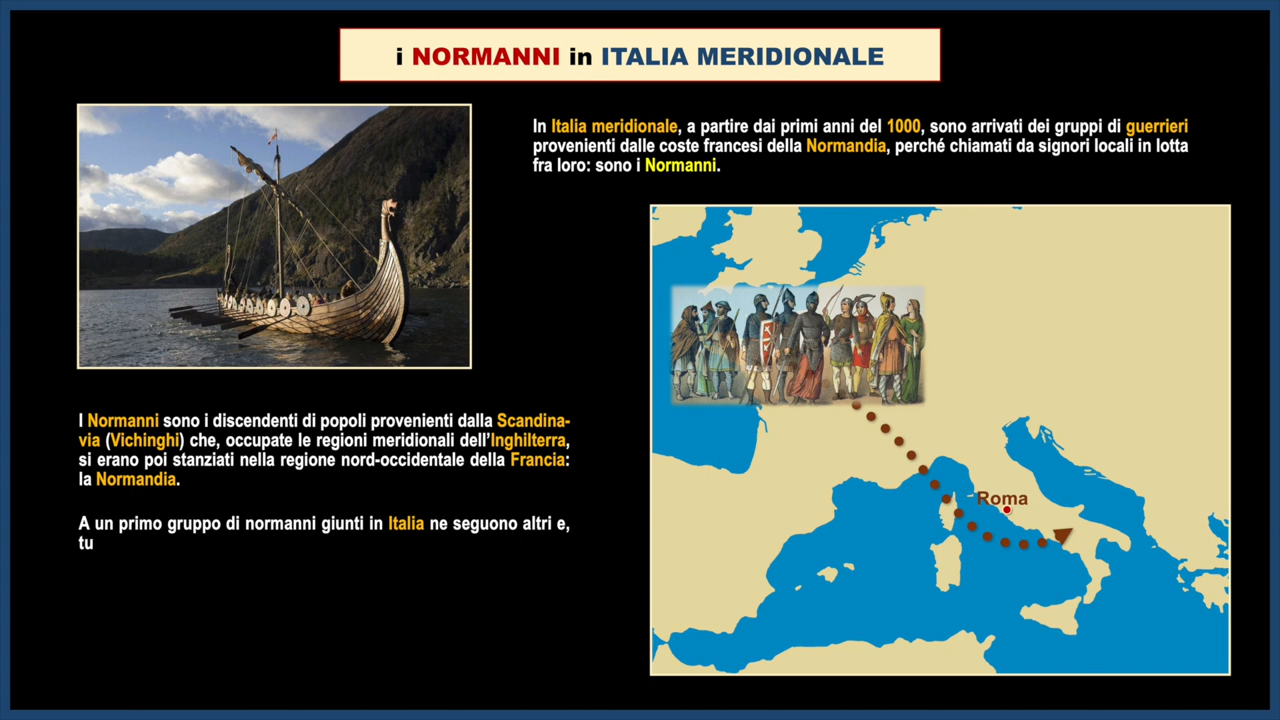 i NORMANNI in ITALIA MERIDIONALE
In Italia meridionale, a partire dai primi anni del 1000, sono arrivati dei gruppi di guerrieri
provenienti dalle coste francesi della Normandia, perché chiamati da signori locali in lotta
fra loro: sono i Normanni.
I Normanni sono i discendenti di popoli provenienti dalla Scandina-
via (Vichinghi) che, occupate le regioni meridionali dell'Inghilterra,
si erano poi stanziati nella regione nord-occidentale della Francia:
la Normandia.
A un primo gruppo di normanni giunti in Italia ne seguono altri e,
tu
Roma